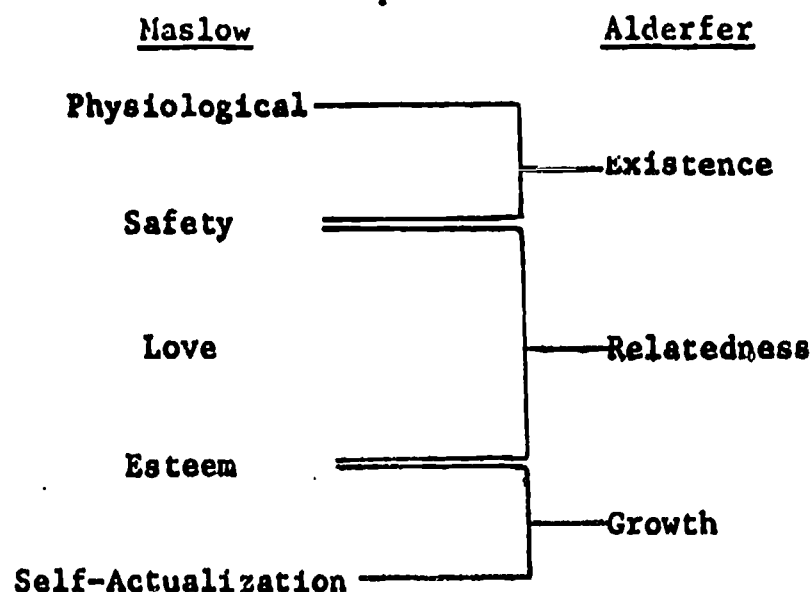 Maslow Alderfer
Physiological
Existence
Safety
Love Relatedness
Esteem
Growth
Self-Actualization